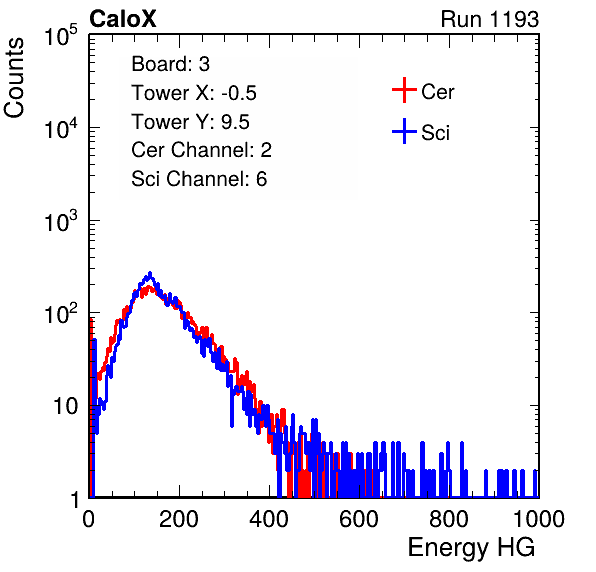 CaloX
Run 1193
Counts
10^5
10^4
10^3
10^2
10
1
Board: 3
Tower X: -0.5
Tower Y: 9.5
Cer Channel: 2
Sci Channel: 6
Cer
Sci
0 200 400 600 800 1000
Energy HG